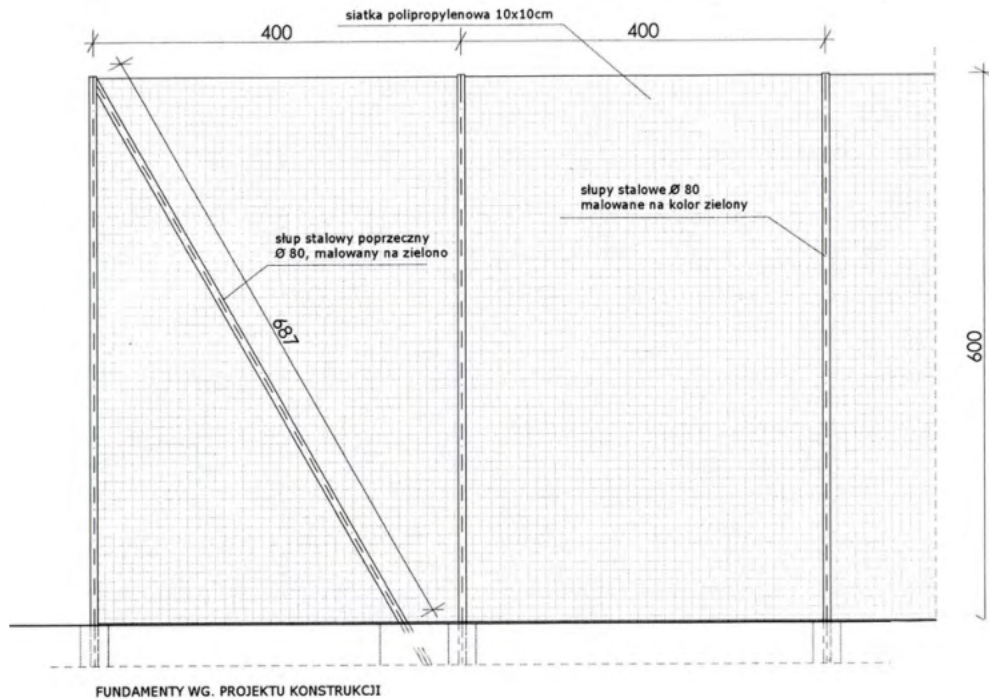 siatka polipropylenowa 10x10cm
400
400
słupy stalowe Ø 80
malowane na kolor zielony
słup stalowy poprzeczny
Ø 80, malowany na zielono
687
600
FUNDAMENTY WG. PROJEKTU KONSTRUKCJI